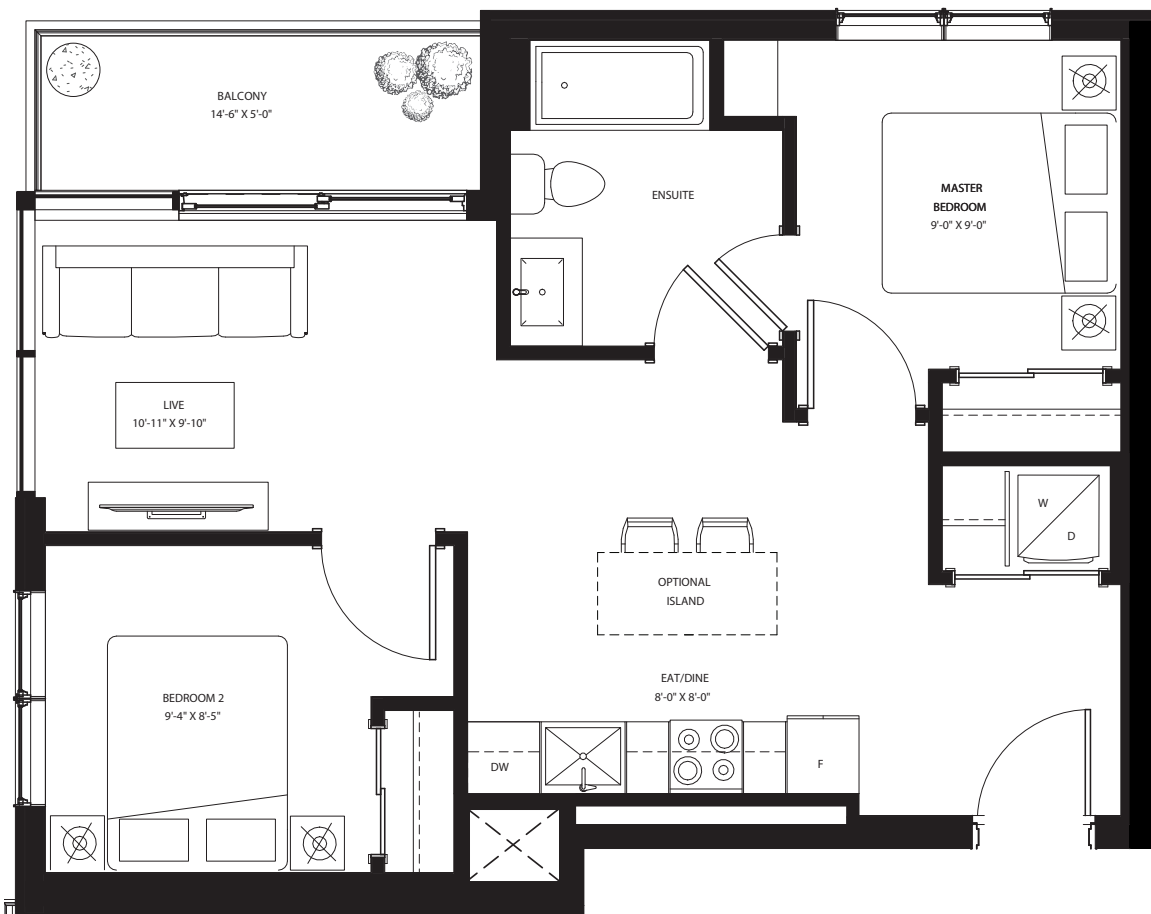 BALCONY
14'-6" X 5'-0"
ENSUITE
MASTER
BEDROOM
9'-0" X 9'-0"
LIVE
10'-11" X 9'-10"
W
D
OPTIONAL
ISLAND
EAT/DINE
8'-0" X 8'-0"
BEDROOM 2
9'-4" X 8'-5"
DW
F